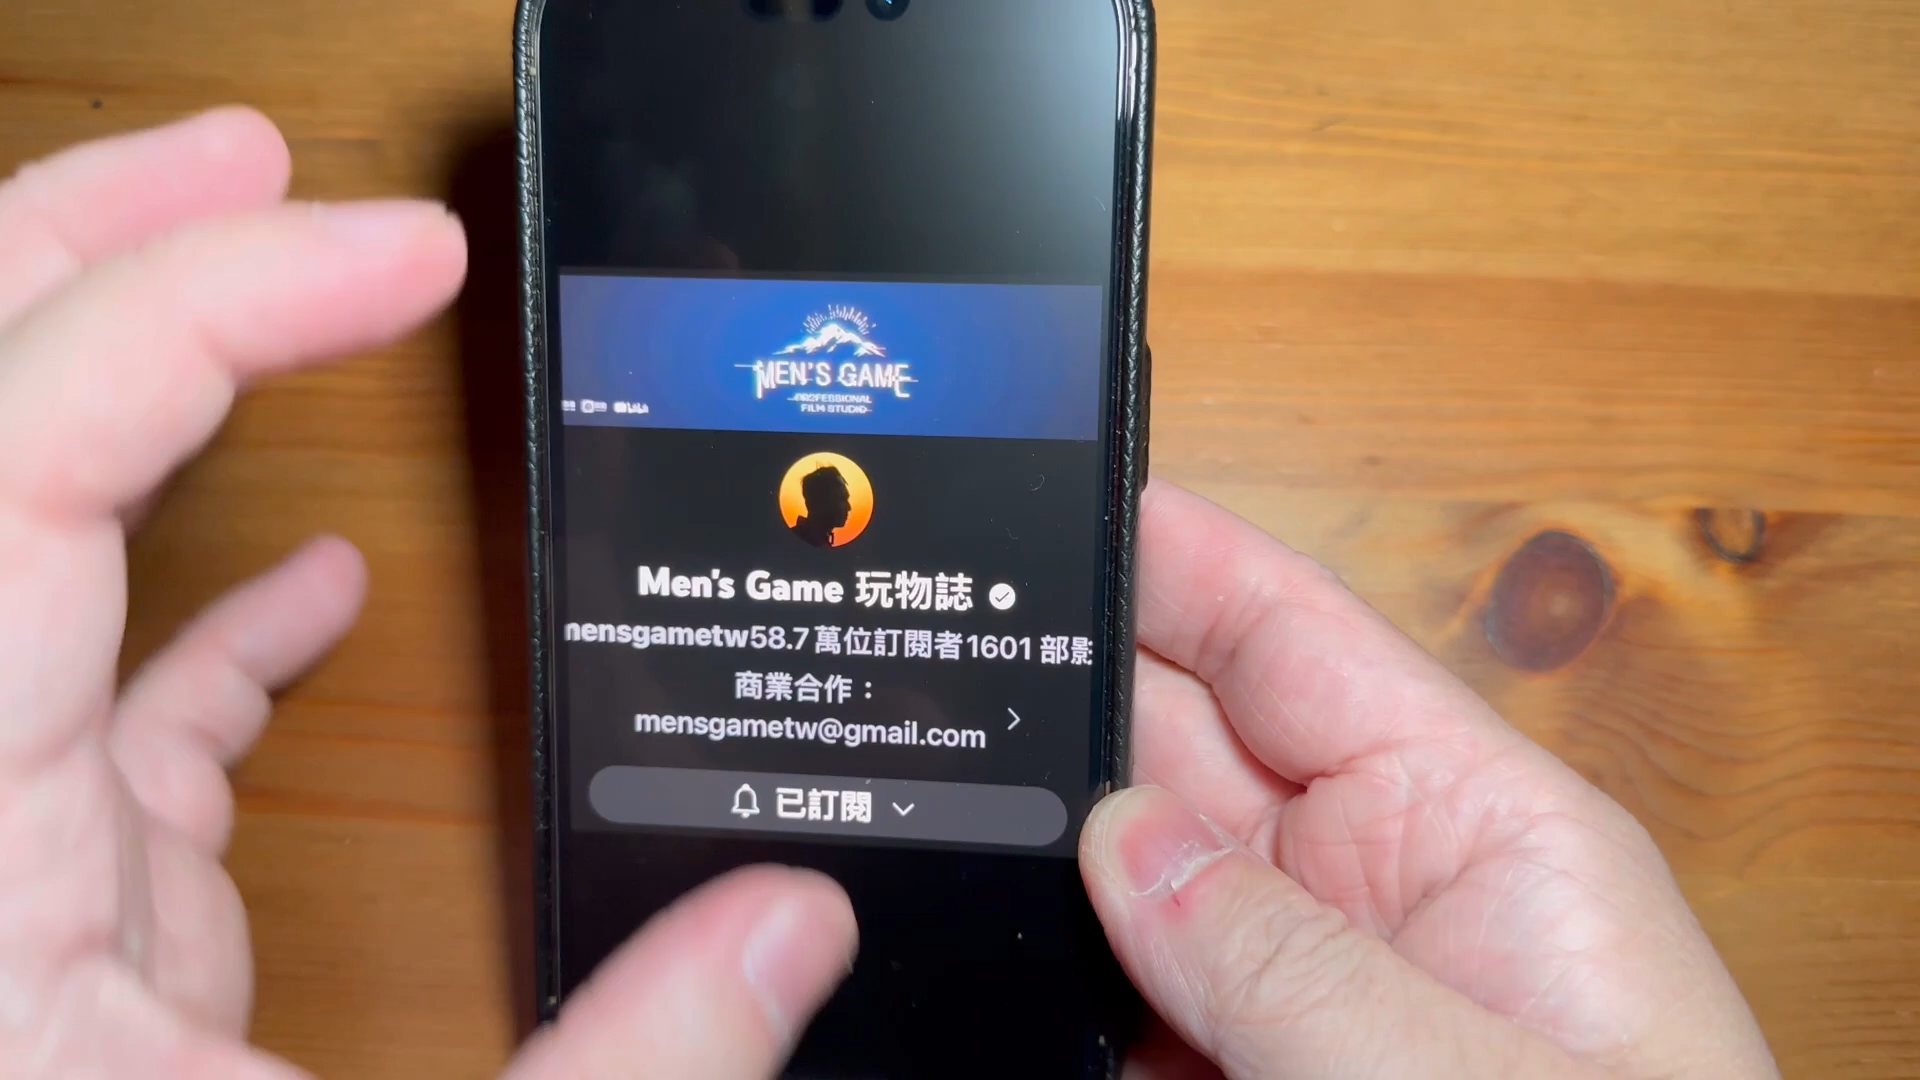 MEN'S GAME
PROFESSIONAL
FILM STUDIO
Men's Game 玩物誌
mensgametw58.7萬位訂閱者1601 部影
商業合作：
mensgametw@gmail.com
已訂閱